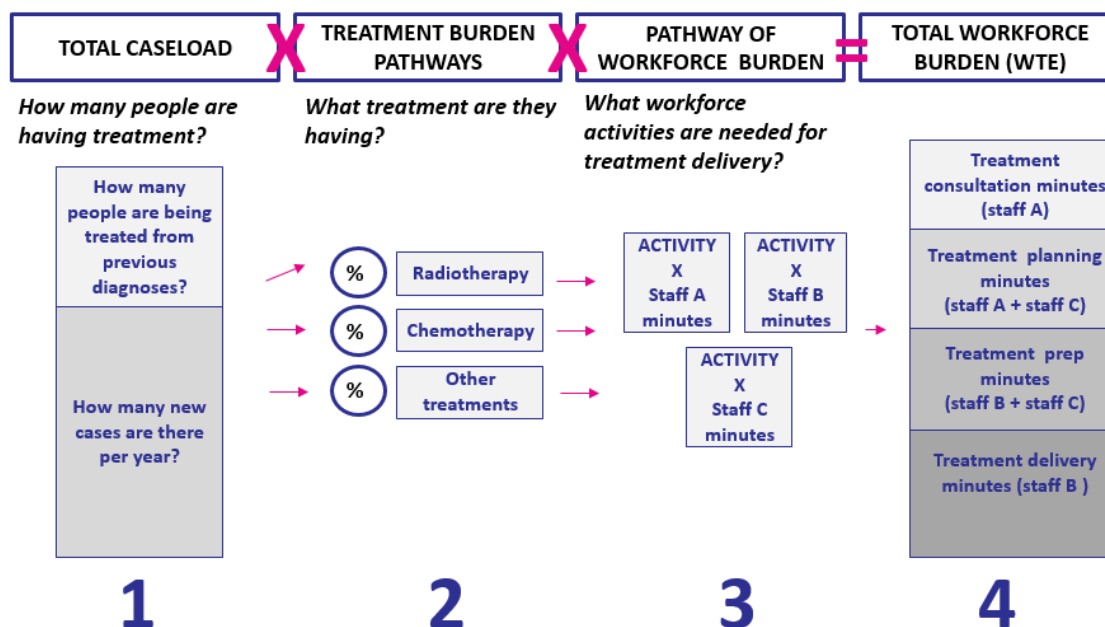 TOTAL CASELOAD
X
TREATMENT BURDEN
PATHWAYS
X
PATHWAY OF
WORKFORCE BURDEN
=
TOTAL WORKFORCE
BURDEN (WTE)
How many people are
having treatment?
What treatment are they
having?
What workforce
activities are needed for
treatment delivery?
How many
people are being
treated from
previous
diagnoses?
How many new
cases are there
per year?
%
Radiotherapy
%
Chemotherapy
%
Other
treatments
ACTIVITY
X
Staff A
minutes
ACTIVITY
X
Staff B
minutes
ACTIVITY
X
Staff C
minutes
Treatment
consultation minutes
(staff A)
Treatment planning
minutes
(staff A + staff C)
Treatment prep
minutes
(staff B + staff C)
Treatment delivery
minutes (staff B )
1
2
3
4